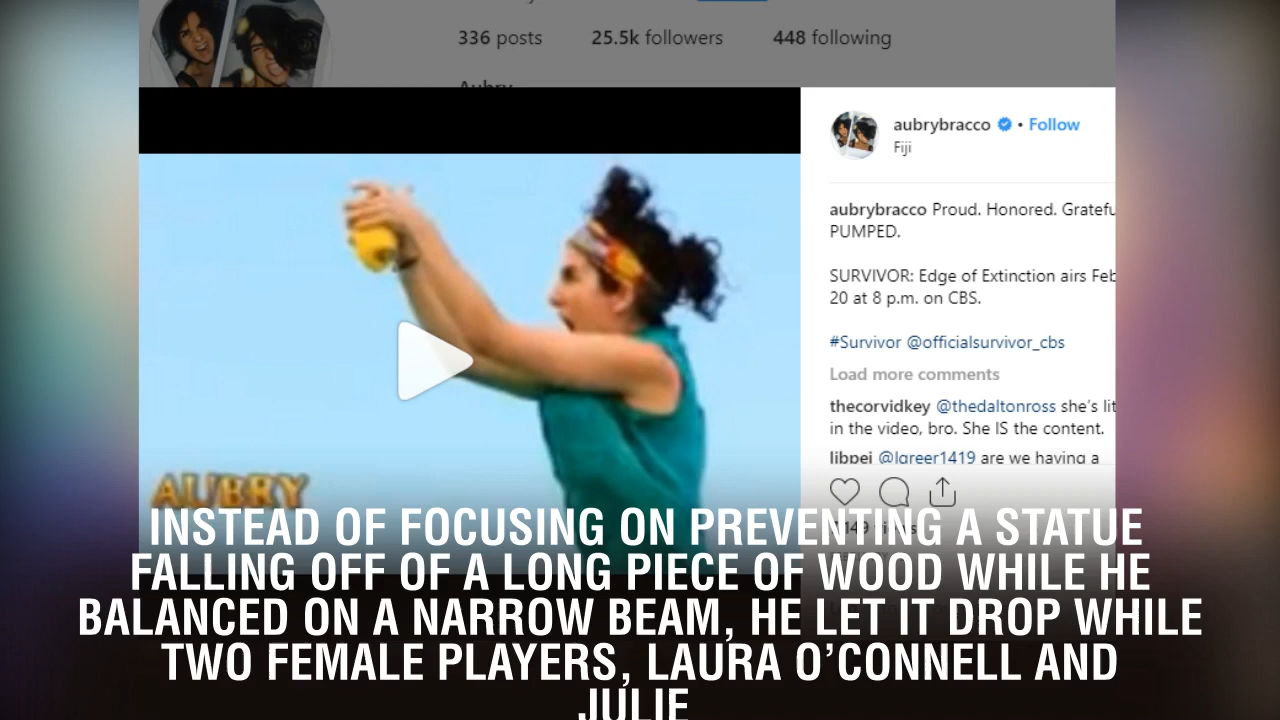 336 posts 25.5k followers 448 following
Aubry
aubrybracco • Follow
Fiji
aubrybracco Proud. Honored. Gratefu
PUMPED.
SURVIVOR: Edge of Extinction airs Feb
20 at 8 p.m. on CBS.
#Survivor @officialsurvivor_cbs
Load more comments
thecorvidkey @thedaltonross she's lit
in the video, bro. She IS the content.
libpei @lgreer1419 are we having a
AUBRY
INSTEAD OF FOCUSING ON PREVENTING A STATUE
FALLING OFF OF A LONG PIECE OF WOOD WHILE HE
BALANCED ON A NARROW BEAM, HE LET IT DROP WHILE
TWO FEMALE PLAYERS, LAURA O'CONNELL AND
JULIE